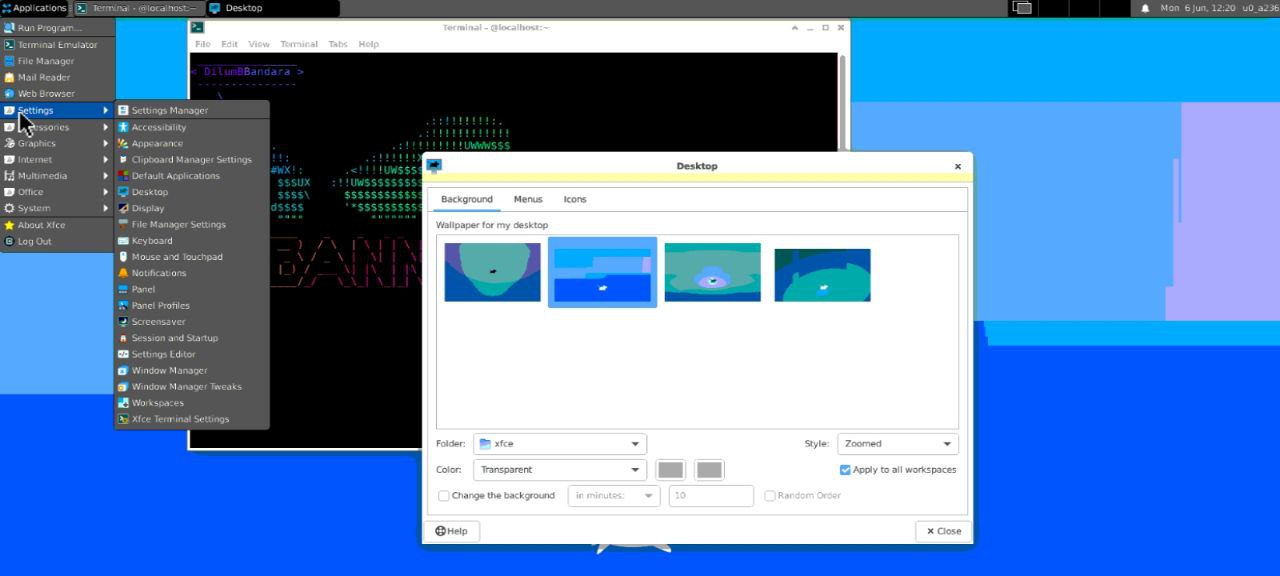 Applications
Terminal - @localhost:~
Desktop
Mon 6 Jun, 12:20 u0_a236
Run Program...
Terminal Emulator
File Manager
Mail Reader
Web Browser
Settings
Graphics
Internet
Multimedia
Office
System
About Xfce
Log Out
Settings Manager
Accessibility
Appearance
Clipboard Manager Settings
Default Applications
Desktop
Display
File Manager Settings
Keyboard
Mouse and Touchpad
Notifications
Panel
Panel Profiles
Screensaver
Session and Startup
Settings Editor
Window Manager
Window Manager Tweaks
Workspaces
Xfce Terminal Settings
Terminal - @localhost:~
File Edit View Terminal Tabs Help
< DilumBBandara >
Desktop
Background Menus Icons
Wallpaper for my desktop
Folder: xfce Style: Zoomed
Color: Transparent Apply to all workspaces
Change the background in minutes: 10 Random Order
Help Close